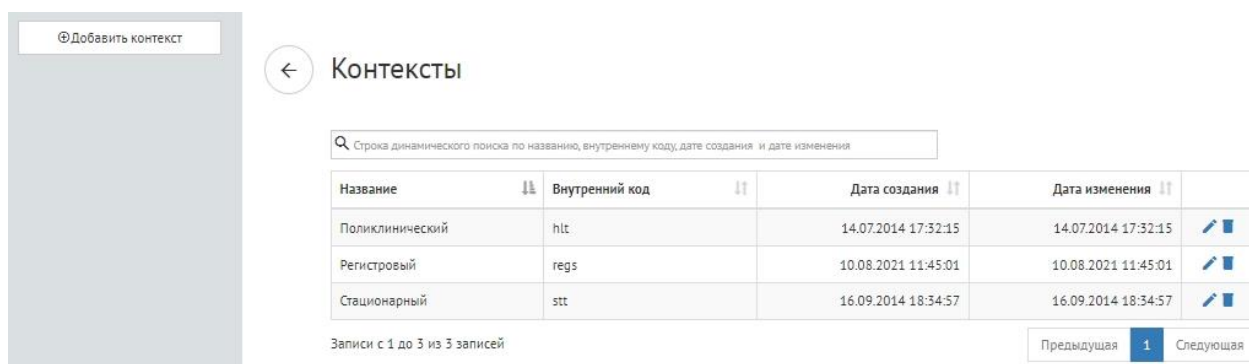 Добавить контекст
Контексты
Строка динамического поиска по названию, внутреннему коду, дате создания и дате изменения
Название Внутренний код Дата создания Дата изменения
Поликлинический hlt 14.07.2014 17:32:15 14.07.2014 17:32:15
Регистровый regs 10.08.2021 11:45:01 10.08.2021 11:45:01
Стационарный stt 16.09.2014 18:34:57 16.09.2014 18:34:57
Записи с 1 до 3 из 3 записей Предыдущая 1 Следующая